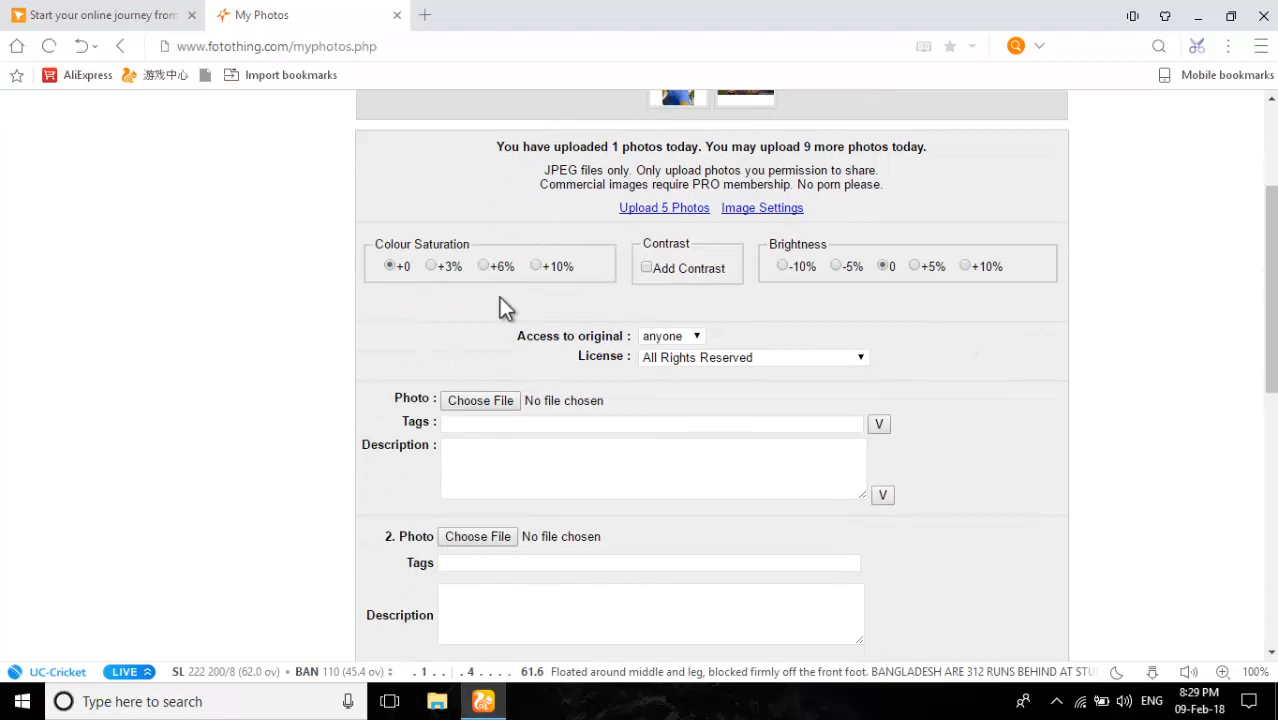 Start your online journey from
My Photos
www.fotothing.com/myphotos.php
AliExpress 游戏中心 Import bookmarks Mobile bookmarks
You have uploaded 1 photos today. You may upload 9 more photos today.
JPEG files only. Only upload photos you permission to share.
Commercial images require PRO membership. No porn please.
Upload 5 Photos Image Settings
Colour Saturation Contrast Brightness
+0 +3% +6% +10% Add Contrast -10% -5% 0 +5% +10%
Access to original : anyone
License : All Rights Reserved
Photo : Choose File No file chosen
Tags : V
Description :
V
2. Photo Choose File No file chosen
Tags
Description
UC-Cricket LIVE SL 222 200/8 (62.0 ov) • BAN 110 (45.4 ov) . 1 . . 4 . . . . 61.6 Floated around middle and leg, blocked firmly off the front foot. BANGLADESH ARE 312 RUNS BEHIND AT STU 100%
Type here to search ENG 8:29 PM
09-Feb-18